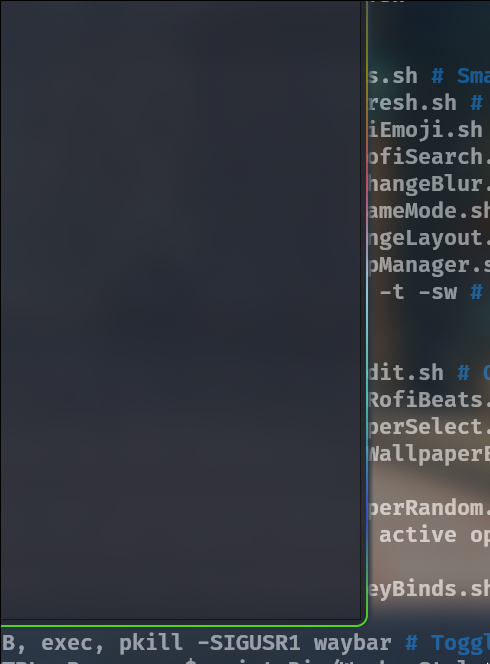 s.sh # Sma
resh.sh #
iEmoji.sh
ofiSearch.
hangeBlur.
ameMode.sh
ngeLayout.
pManager.s
-t -sw #
dit.sh #
RofiBeats.
perSelect.
WallpaperE
perRandom.
active op
eyBinds.sh
B, exec, pkill -SIGUSR1 waybar # Toggl